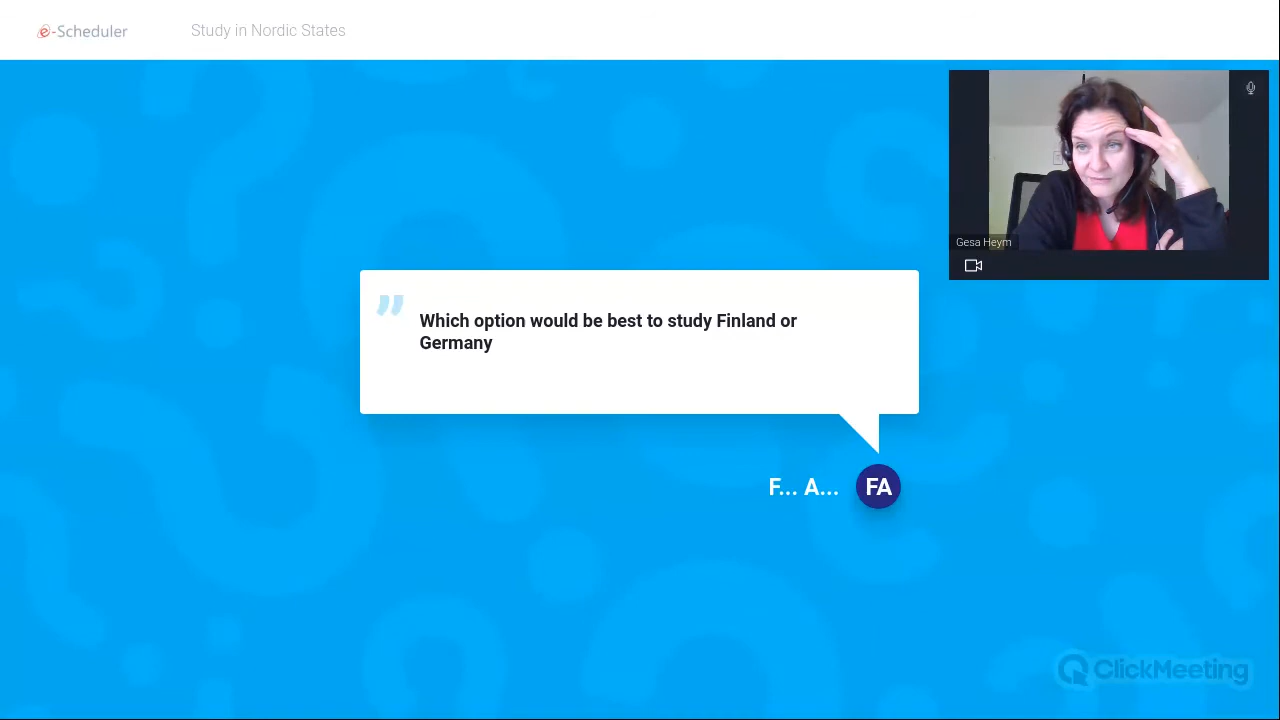 e-Scheduler
Study in Nordic States
Gesa Heym
” Which option would be best to study Finland or
Germany
F... A...
FA
ClickMeeting